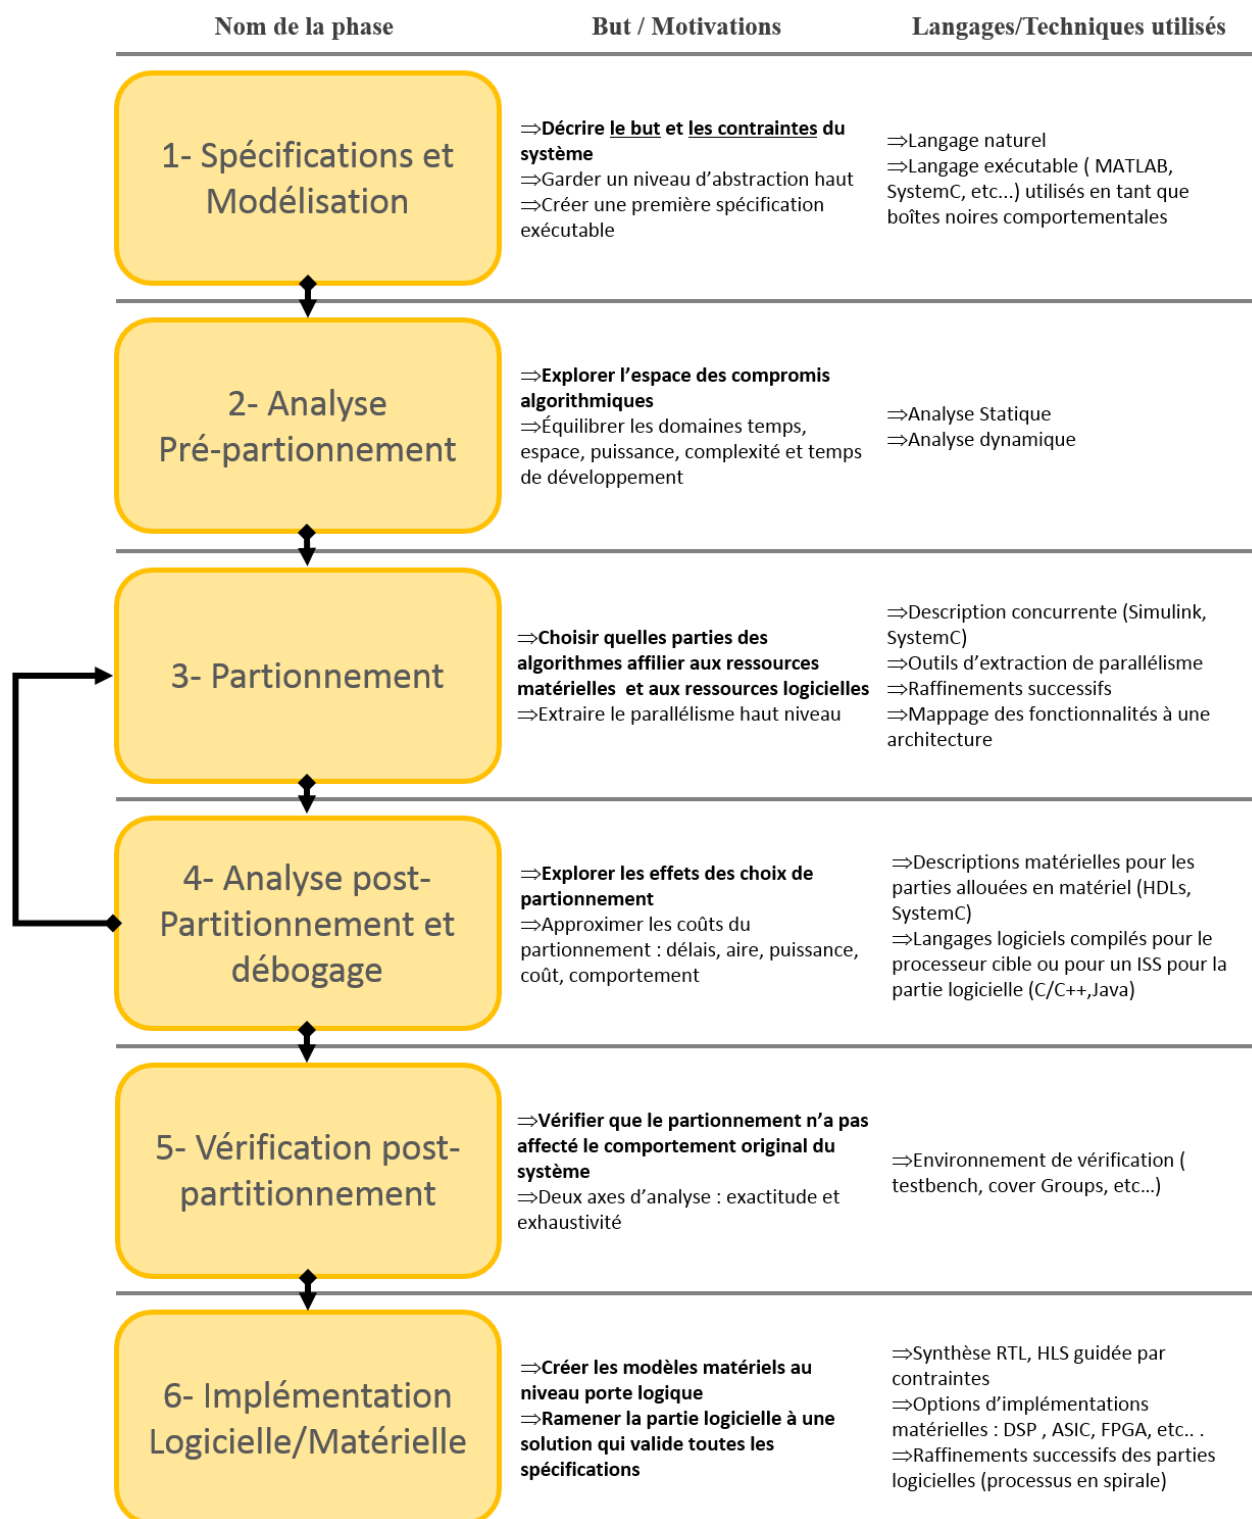 Nom de la phase
But / Motivations
Langages/Techniques utilisés
1- Spécifications et
Modélisation
⇒Décrire le but et les contraintes du
système
⇒Garder un niveau d'abstraction haut
⇒Créer une première spécification
exécutable
⇒Langage naturel
⇒Langage exécutable ( MATLAB,
SystemC, etc...) utilisés en tant que
boîtes noires comportementales
2- Analyse
Pré-partionnement
⇒Explorer l'espace des compromis
algorithmiques
⇒Équilibrer les domaines temps,
espace, puissance, complexité et temps
de développement
⇒Analyse Statique
⇒Analyse dynamique
3- Partionnement
⇒Choisir quelles parties des
algorithmes affilier aux ressources
matérielles et aux ressources logicielles
⇒Extraire le parallélisme haut niveau
⇒Description concurrente (Simulink,
SystemC)
⇒Outils d'extraction de parallélisme
⇒Raffinements successifs
⇒Mappage des fonctionnalités à une
architecture
4- Analyse post-
Partitionnement et
débogage
⇒Explorer les effets des choix de
partionnement
⇒Approximer les coûts du
partionnement : délais, aire, puissance,
coût, comportement
⇒Descriptions matérielles pour les
parties allouées en matériel (HDLs,
SystemC)
⇒Langages logiciels compilés pour le
processeur cible ou pour un ISS pour la
partie logicielle (C/C++,Java)
5- Vérification post-
partitionnement
⇒Vérifier que le partionnement n'a pas
affecté le comportement original du
système
⇒Deux axes d'analyse : exactitude et
exhaustivité
⇒Environnement de vérification (
testbench, cover Groups, etc...)
6- Implémentation
Logicielle/Matérielle
⇒Créer les modèles matériels au
niveau porte logique
⇒Ramener la partie logicielle à une
solution qui valide toutes les
spécifications
⇒Synthèse RTL, HLS guidée par
contraintes
⇒Options d'implémentations
matérielles : DSP , ASIC, FPGA, etc.. .
⇒Raffinements successifs des parties
logicielles (processus en spirale)